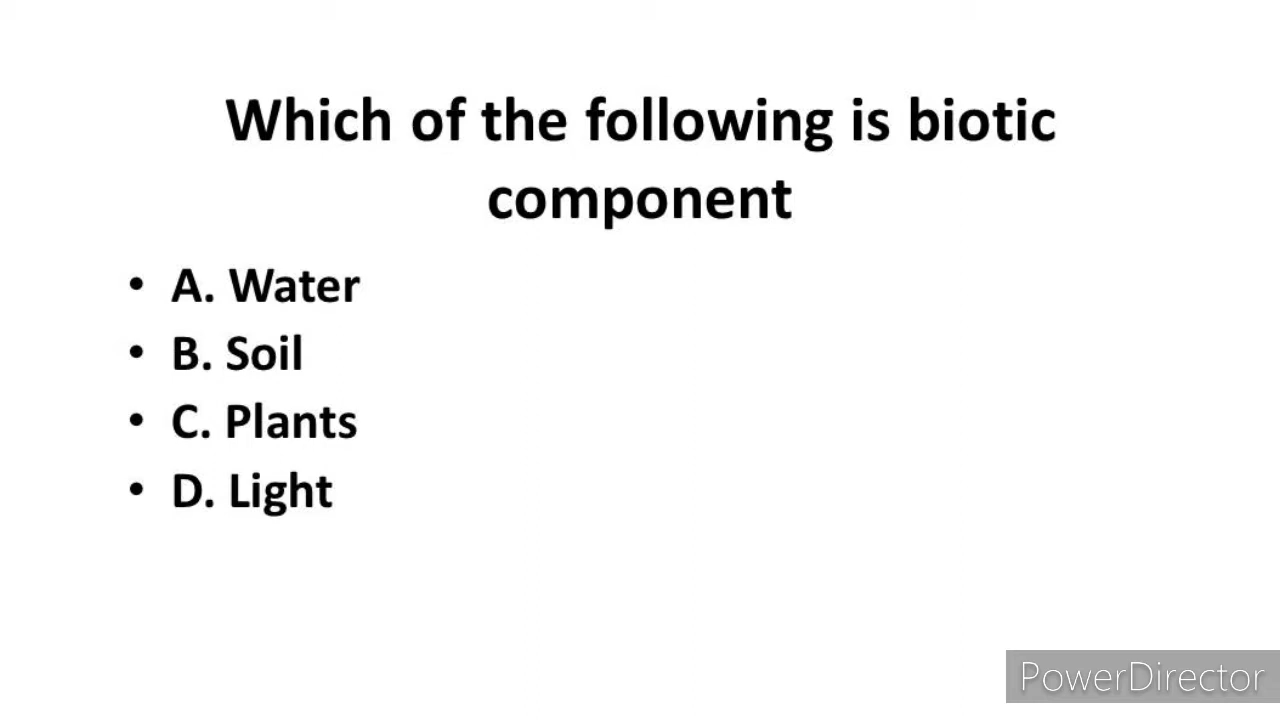 Which of the following is biotic
component
• A. Water
• B. Soil
• C. Plants
• D. Light
PowerDirector